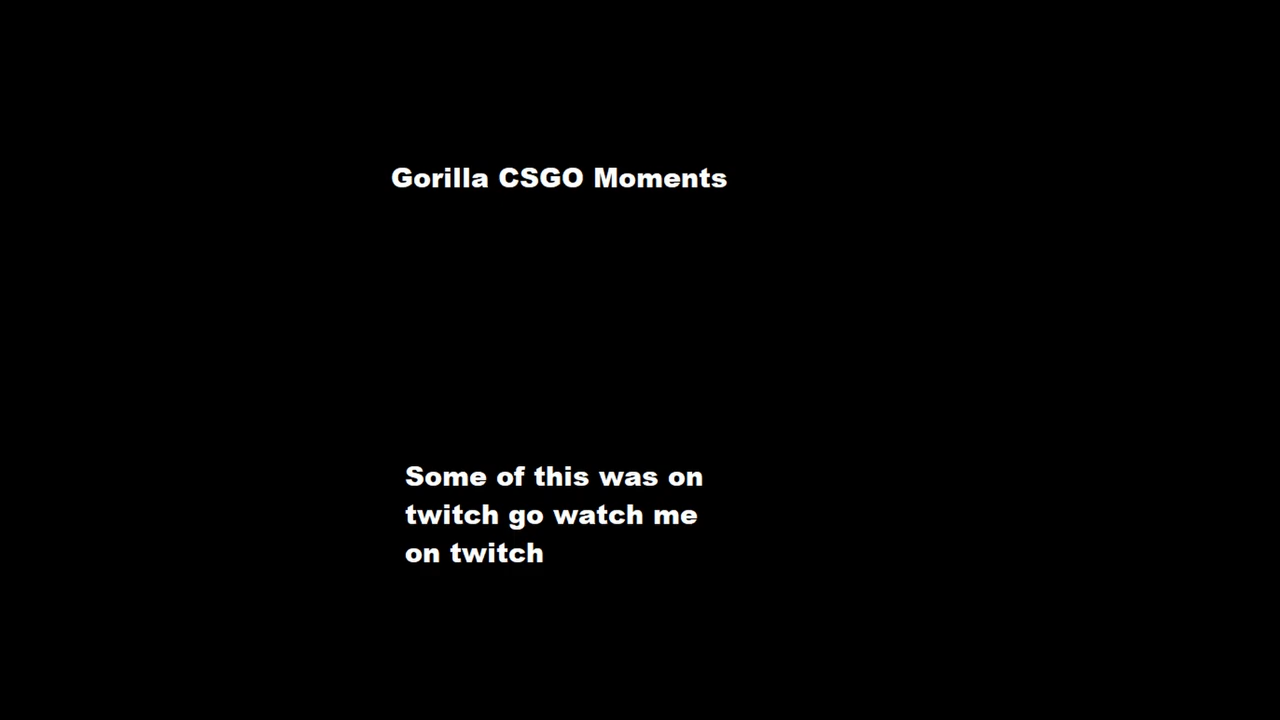 Gorilla CSGO Moments
Some of this was on
twitch go watch me
on twitch